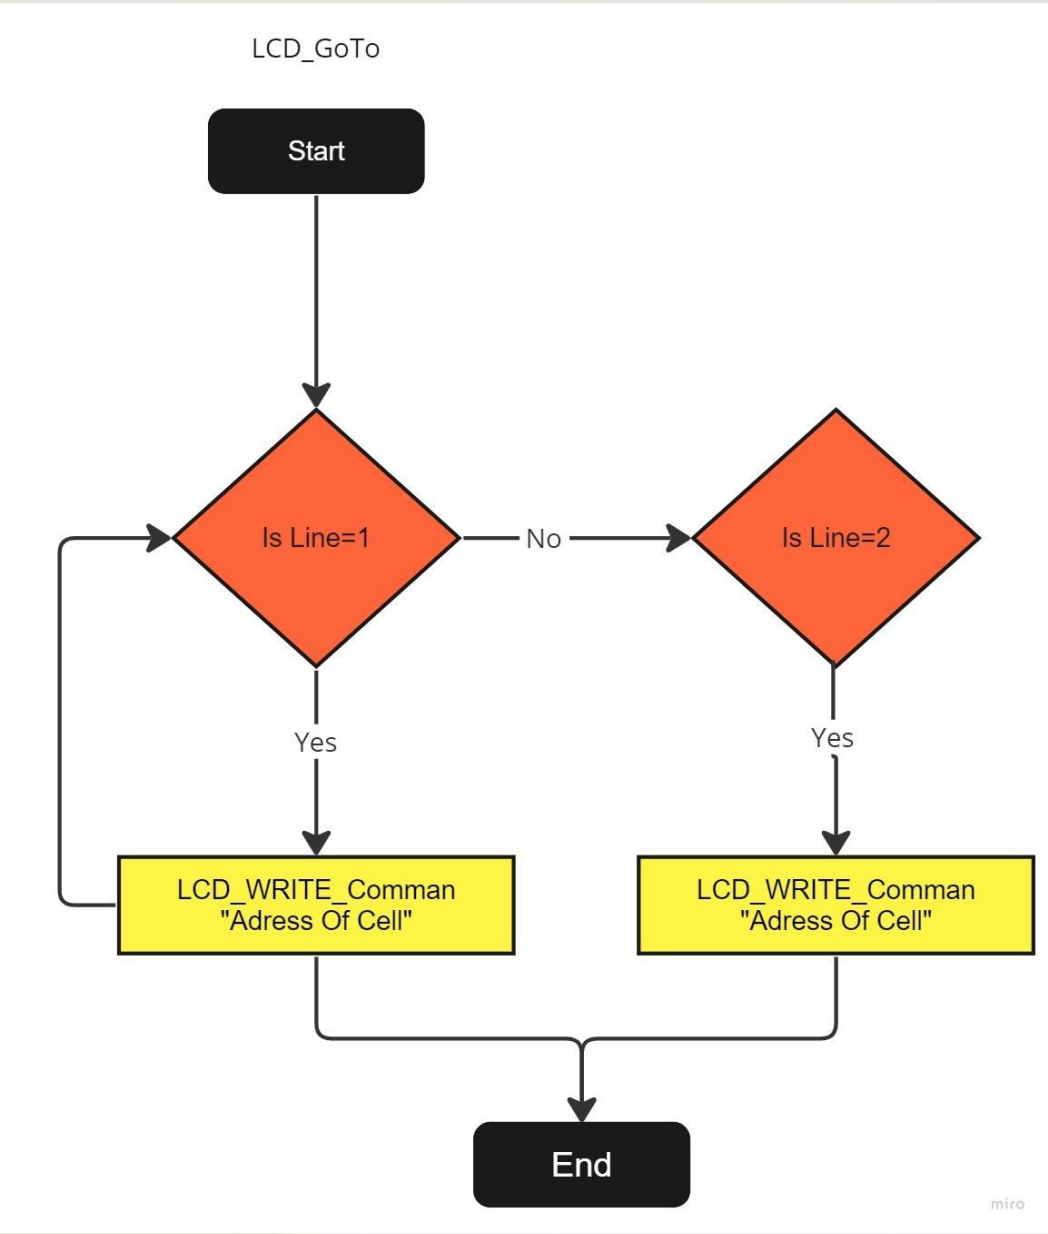 LCD_GoTo
Start
Is Line=1
No
Is Line=2
Yes
Yes
LCD_WRITE_Comman
"Adress Of Cell"
LCD_WRITE_Comman
"Adress Of Cell"
End
miro